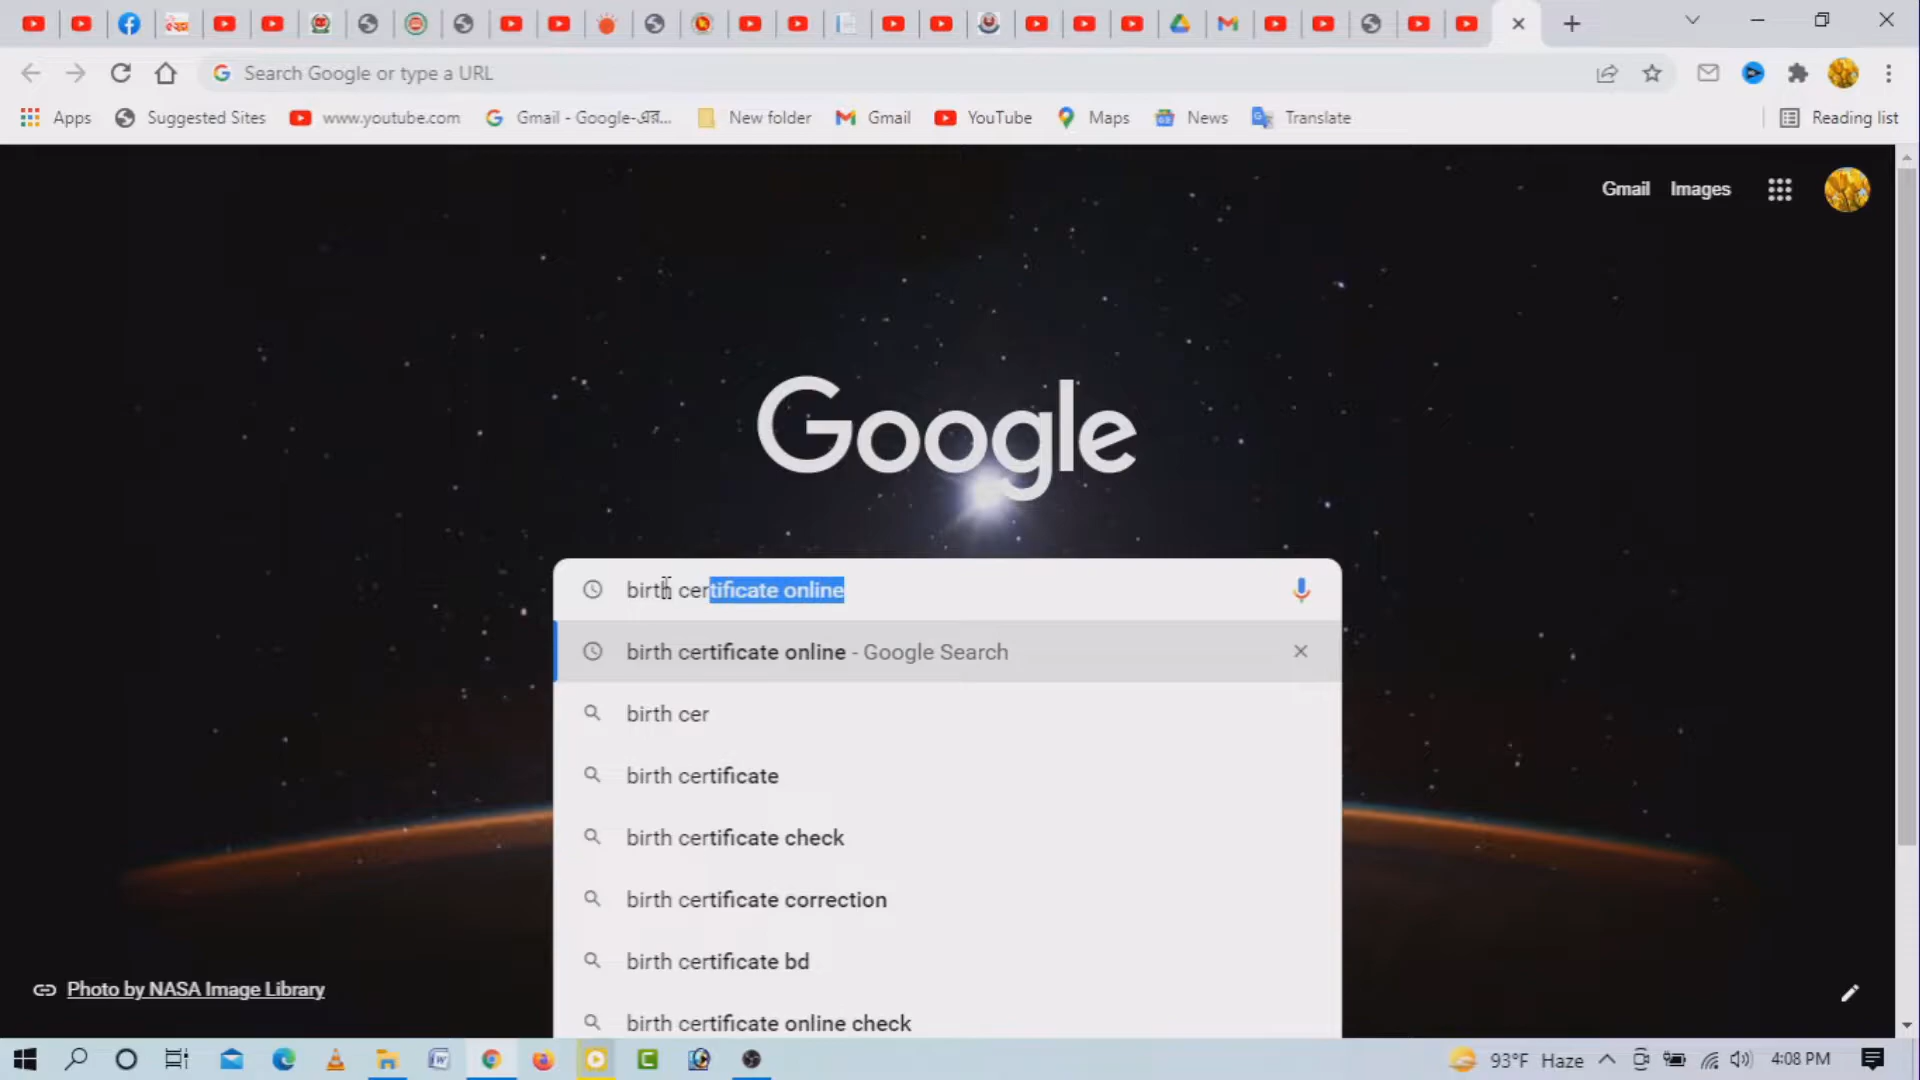 Search Google or type a URL
Apps Suggested Sites www.youtube.com Gmail - Google-এর... New folder Gmail YouTube Maps News Translate Reading list
Gmail Images
Google
birth certificate online
birth certificate online - Google Search
birth cer
birth certificate
birth certificate check
birth certificate correction
birth certificate bd
birth certificate online check
Photo by NASA Image Library
93°F Haze 4:08 PM